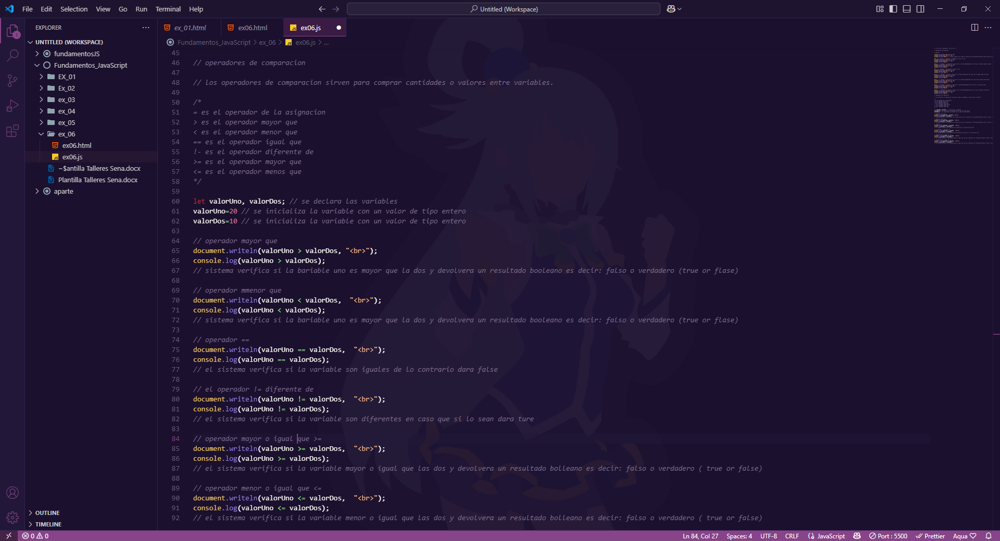 File Edit Selection View Go Run Terminal Help
Untitled (Workspace)
EXPLORER
1
UNTITLED (WORKSPACE)
fundamentosJS
Fundamentos_JavaScript
EX_01
Ex_02
ex_03
ex_04
ex_05
ex_06
ex06.html
ex06.js
~$antilla Talleres Sena.docx
Plantilla Talleres Sena.docx
aparte
OUTLINE
TIMELINE
ex_01.html ex06.html ex06.js
Fundamentos_JavaScript > ex_06 > ex06.js > ...
45
46 // operadores de comparacion
47
48 // los operadores de comparacion sirven para comprar cantidades o valores entre variables.
49
50 /*
51 = es el operador de la asignacion
52 > es el operador mayor que
53 < es el operador menor que
54 == es el operador igual que
55 !- es el operador diferente de
56 >= es el operador mayor que
57 <= es el operador menos que
58 */
59
60 let valorUno, valorDos; // se declara las variables
61 valorUno=20 // se inicializa la variable con un valor de tipo entero
62 valorDos=10 // se inicializa la variable con un valor de tipo entero
63
64 // operador mayor que
65 document.writeln(valorUno > valorDos, "<br>");
66 console.log(valorUno > valorDos);
67 // sistema verifica si la bariable uno es mayor que la dos y devolvera un resultado booleano es decir: falso o verdadero (true or flase)
68
69 // operador mmenor que
70 document.writeln(valorUno < valorDos,  "<br>");
71 console.log(valorUno < valorDos);
72 // sistema verifica si la bariable uno es mayor que la dos y devolvera un resultado booleano es decir: falso o verdadero (true or flase)
73
74 // operador ==
75 document.writeln(valorUno == valorDos,  "<br>");
76 console.log(valorUno == valorDos);
77 // el sistema verifica si la variable son iguales de lo contrario dara false
78
79 // el operador != diferente de
80 document.writeln(valorUno != valorDos,  "<br>");
81 console.log(valorUno != valorDos);
82 // el sistema verifica si la variable son diferentes en caso que si lo sean dara ture
83
84 // operador mayor o igual que >=
85 document.writeln(valorUno >= valorDos,  "<br>");
86 console.log(valorUno >= valorDos);
87 // el sistema verifica si la variable mayor o igual que las dos y devolvera un resultado bolleano es decir: falso o verdadero ( true or false)
88
89 // operador menor o igual que <=
90 document.writeln(valorUno <= valorDos,  "<br>");
91 console.log(valorUno <= valorDos);
92 // el sistema verifica si la variable menor o igual que las dos y devolvera un resultado bolleano es decir: falso o verdadero ( true or false)
0 0 Ln 84, Col 27 Spaces: 4 UTF-8 CRLF JavaScript Port : 5500 Prettier Aqua